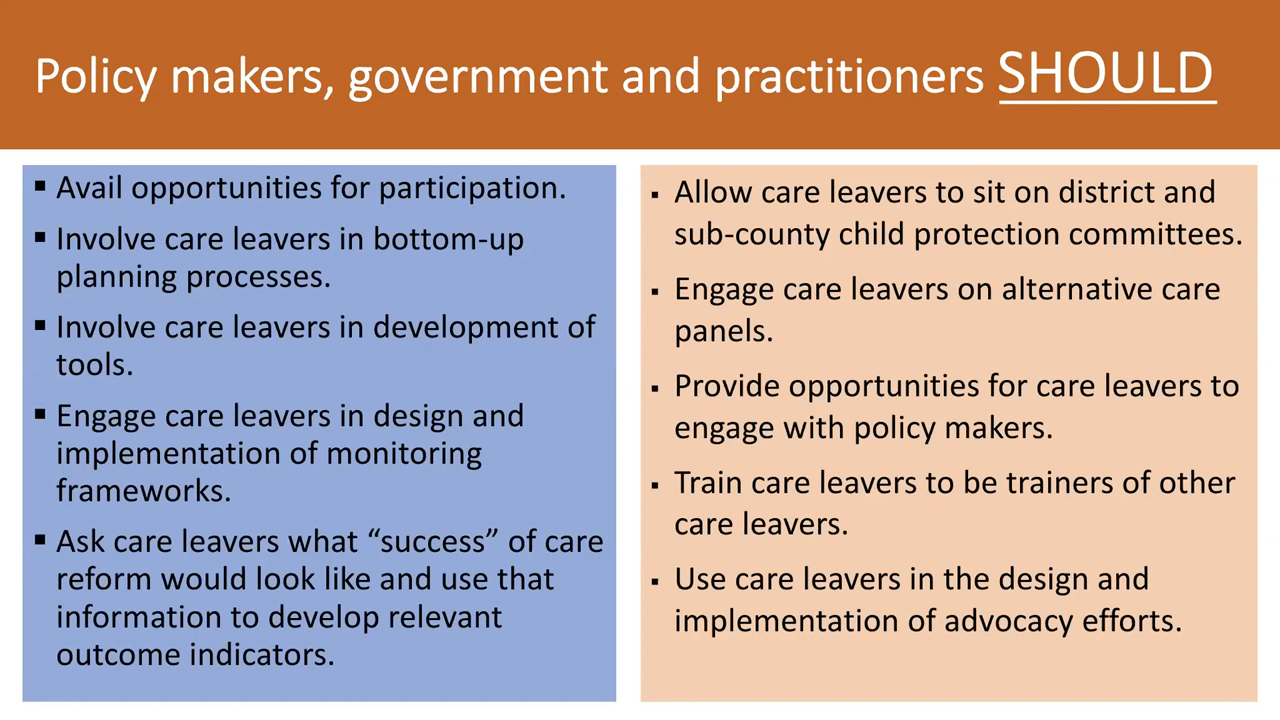 Policy makers, government and practitioners SHOULD
▪ Avail opportunities for participation.
▪ Involve care leavers in bottom-up
planning processes.
▪ Involve care leavers in development of
tools.
▪ Engage care leavers in design and
implementation of monitoring
frameworks.
▪ Ask care leavers what “success” of care
reform would look like and use that
information to develop relevant
outcome indicators.
▪ Allow care leavers to sit on district and
sub-county child protection committees.
▪ Engage care leavers on alternative care
panels.
▪ Provide opportunities for care leavers to
engage with policy makers.
▪ Train care leavers to be trainers of other
care leavers.
▪ Use care leavers in the design and
implementation of advocacy efforts.